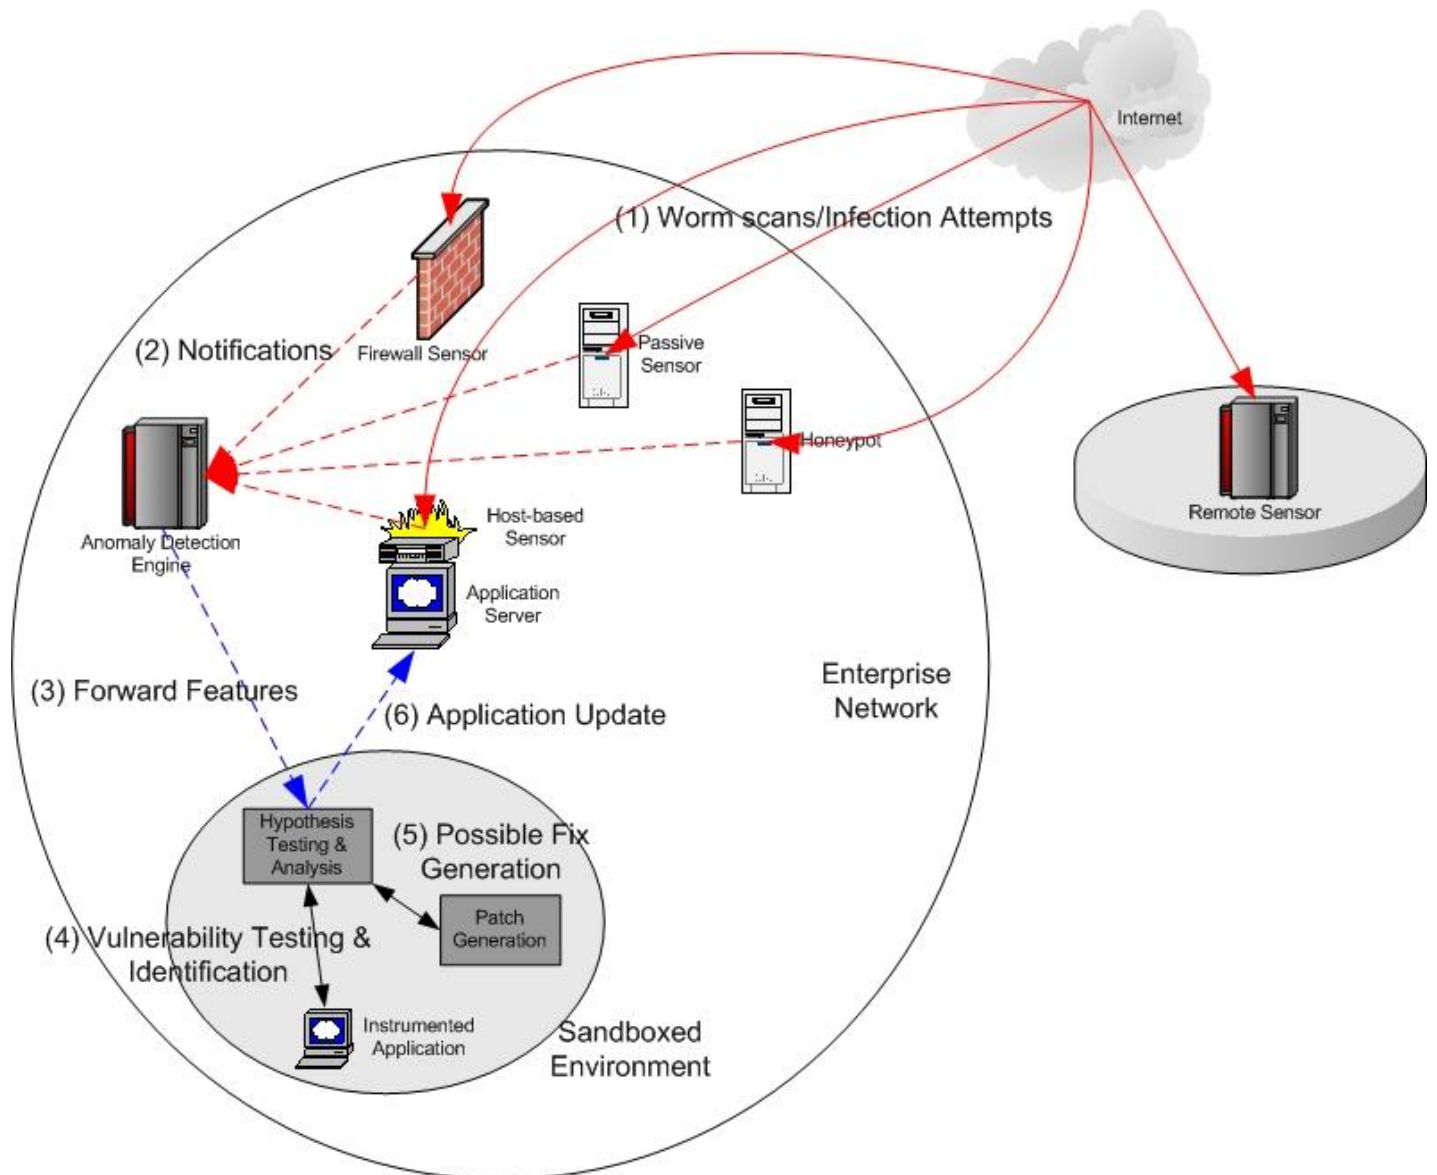 Internet
(1) Worm scans/Infection Attempts
(2) Notifications
Firewall Sensor
Passive
Sensor
Honeypot
Remote Sensor
Anomaly Detection
Engine
Host-based
Sensor
Application
Server
(3) Forward Features
Enterprise
Network
(6) Application Update
Hypothesis
Testing &
Analysis
(5) Possible Fix
Generation
Patch
Generation
(4) Vulnerability Testing &
Identification
Instrumented
Application
Sandboxed
Environment